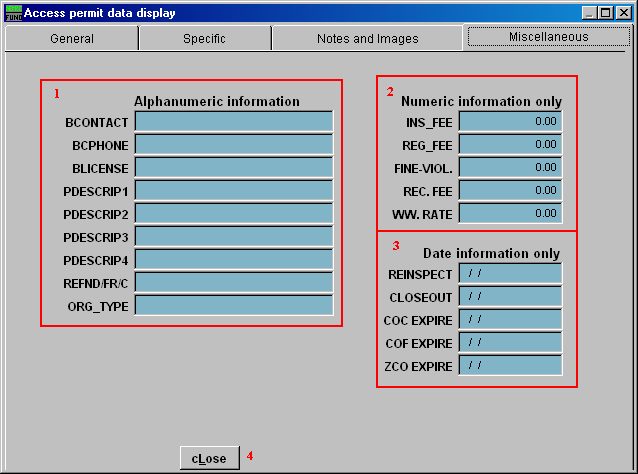 Access permit data display
FUND
General
Specific
Notes and Images
Miscellaneous
1
Alphanumeric information
BCONTACT
BCPHONE
BLICENSE
PDESCRIP1
PDESCRIP2
PDESCRIP3
PDESCRIP4
REFND/FR/C
ORG_TYPE
2
Numeric information only
INS_FEE 0.00
REG_FEE 0.00
FINE-VIOL. 0.00
REC. FEE 0.00
WW. RATE 0.00
3
Date information only
REINSPECT / /
CLOSEOUT / /
COC EXPIRE / /
COF EXPIRE / /
ZCO EXPIRE / /
cLose 4